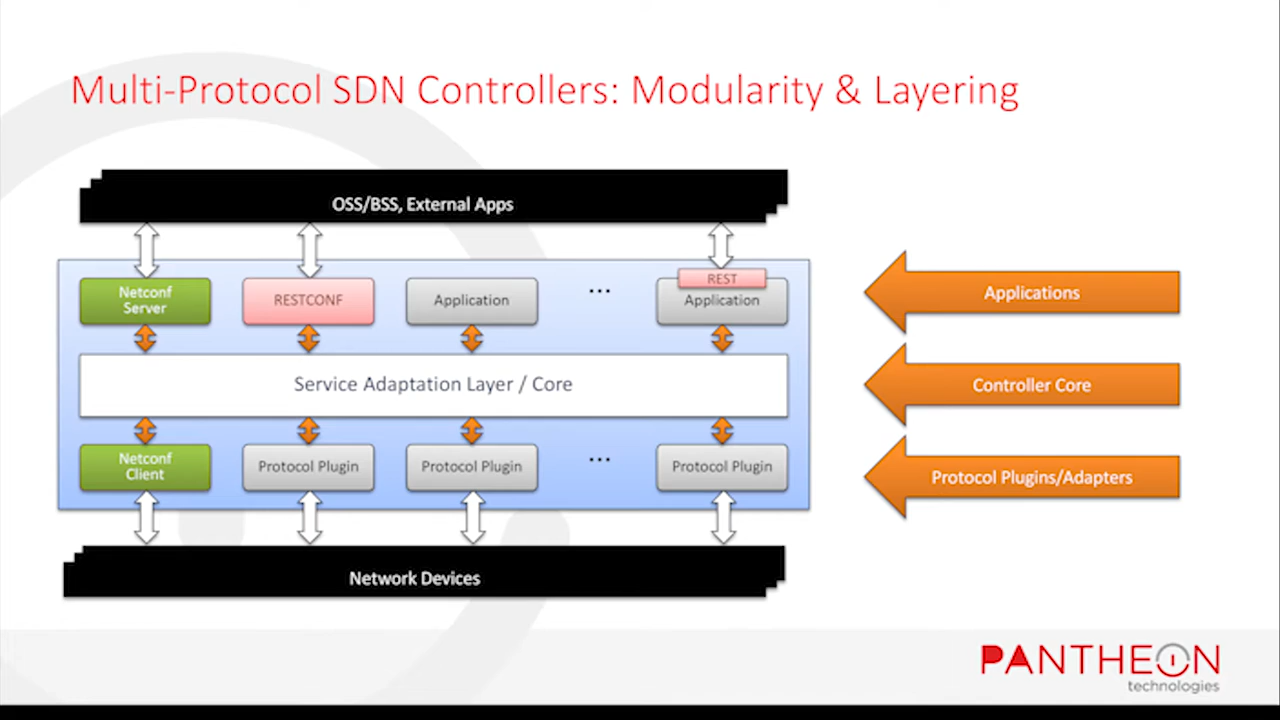 Multi-Protocol SDN Controllers: Modularity & Layering
OSS/BSS, External Apps
Netconf
Server
RESTCONF
Application
...
REST
Application
Applications
Service Adaptation Layer / Core
Controller Core
Netconf
Client
Protocol Plugin
Protocol Plugin
...
Protocol Plugin
Protocol Plugins/Adapters
Network Devices
PANTHEON
technologies